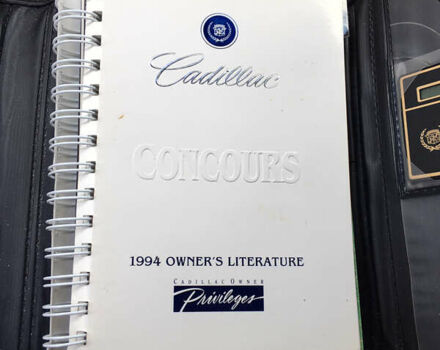 Cadillac
CONCOURS
1994 OWNER'S LITERATURE
CADILLAC OWNER
Privileges